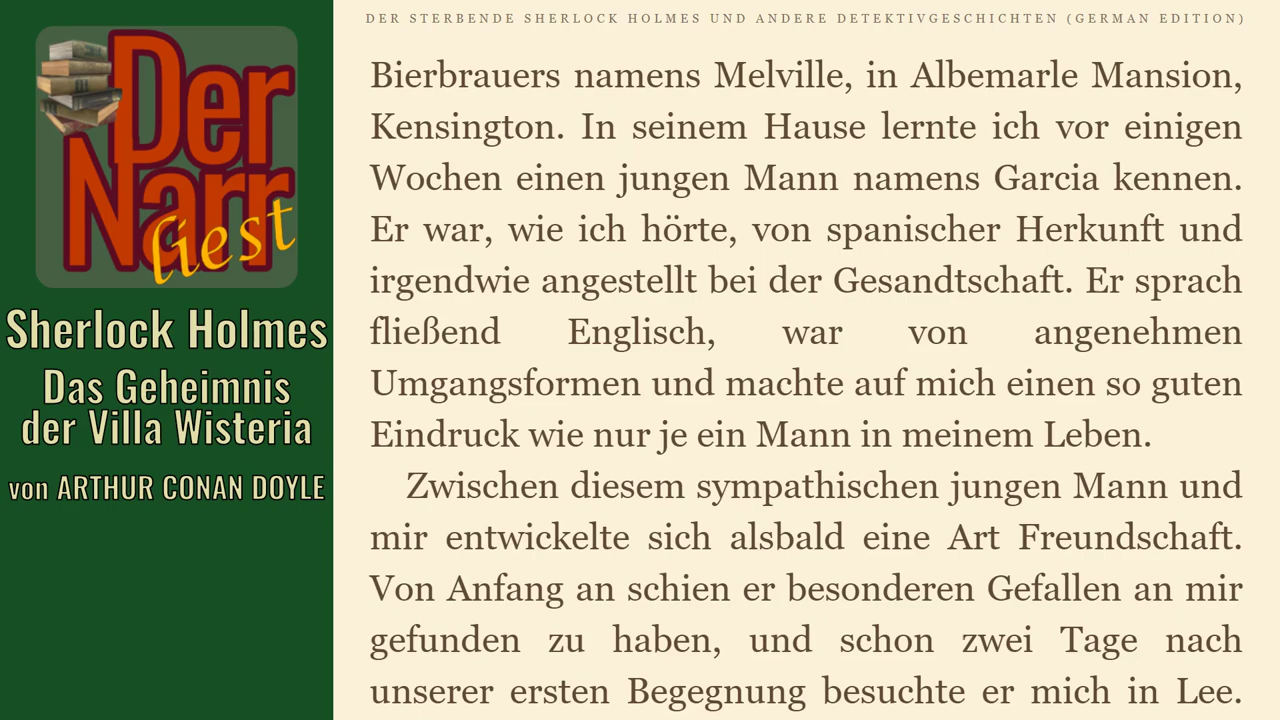 Der
Narr
liest
Sherlock Holmes
Das Geheimnis
der Villa Wisteria
von ARTHUR CONAN DOYLE
DER STERBENDE SHERLOCK HOLMES UND ANDERE DETEKTIVGESCHICHTEN (GERMAN EDITION)
Bierbrauers namens Melville, in Albemarle Mansion,
Kensington. In seinem Hause lernte ich vor einigen
Wochen einen jungen Mann namens Garcia kennen.
Er war, wie ich hörte, von spanischer Herkunft und
irgendwie angestellt bei der Gesandtschaft. Er sprach
fließend Englisch, war von angenehmen
Umgangsformen und machte auf mich einen so guten
Eindruck wie nur je ein Mann in meinem Leben.
Zwischen diesem sympathischen jungen Mann und
mir entwickelte sich alsbald eine Art Freundschaft.
Von Anfang an schien er besonderen Gefallen an mir
gefunden zu haben, und schon zwei Tage nach
unserer ersten Begegnung besuchte er mich in Lee.